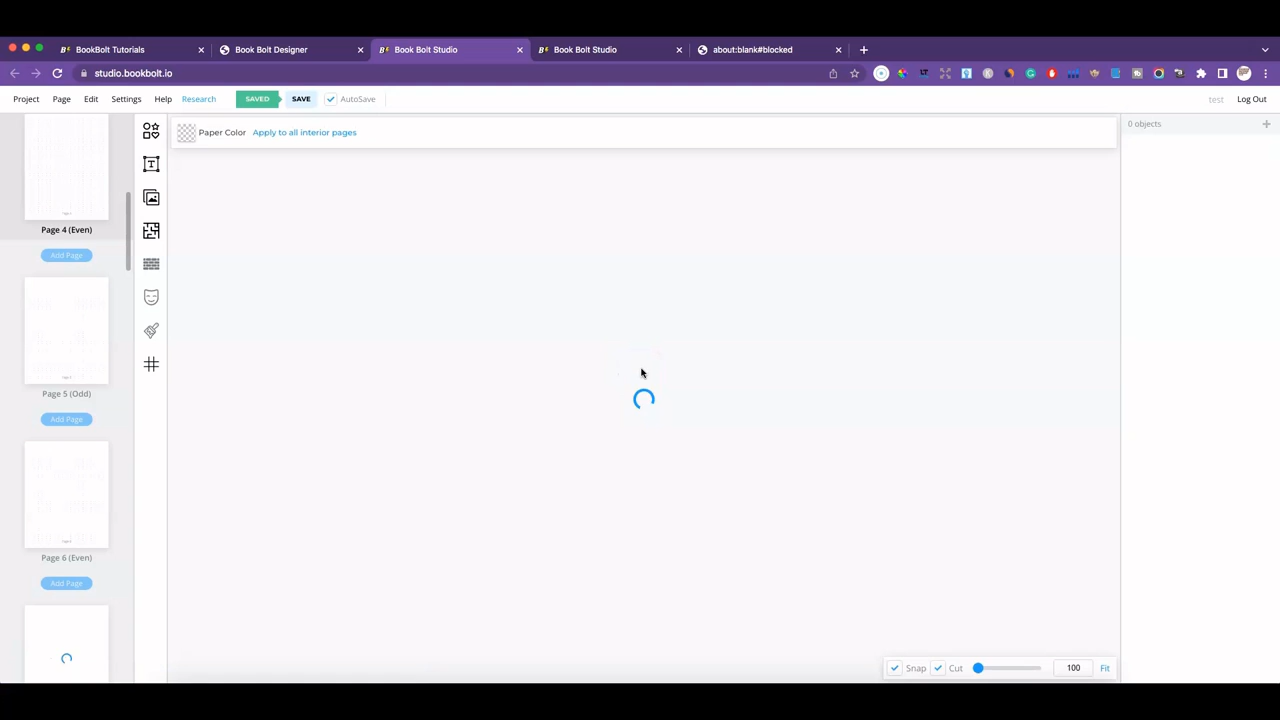 BookBolt Tutorials
Book Bolt Designer
Book Bolt Studio
Book Bolt Studio
about:blank#blocked
studio.bookbolt.io
Project
Page
Edit
Settings
Help
Research
SAVED
SAVE
AutoSave
test
Log Out
Paper Color
Apply to all interior pages
0 objects
Page 4 (Even)
Add Page
Page 5 (Odd)
Add Page
Page 6 (Even)
Add Page
Snap
Cut
100
Fit